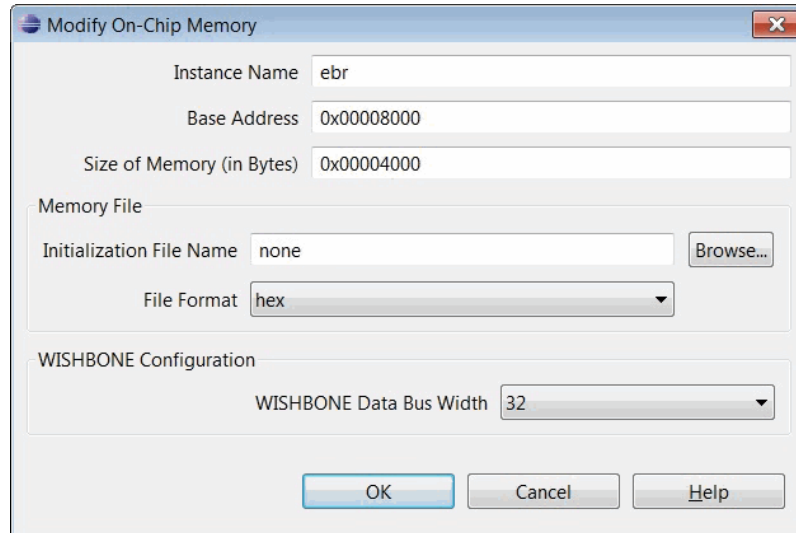 Modify On-Chip Memory
Instance Name ebr
Base Address 0x00008000
Size of Memory (in Bytes) 0x00004000
Memory File
Initialization File Name none Browse...
File Format hex
WISHBONE Configuration
WISHBONE Data Bus Width 32
OK Cancel Help